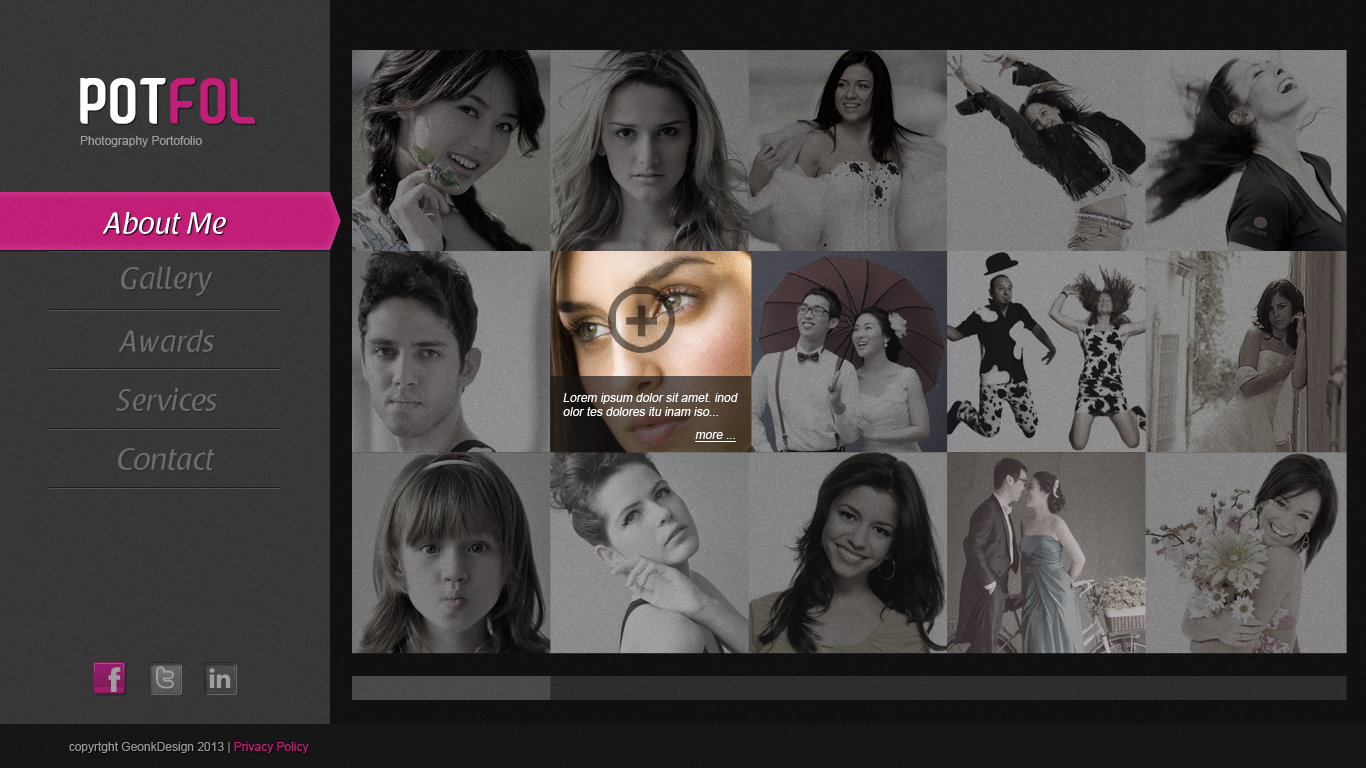 POTFOL
Photography Portofolio
About Me
Gallery
Awards
Services
Contact
Lorem ipsum dolor sit amet. inod
olor tes dolores itu inam iso...
more ...
f t in
copyrtght GeonkDesign 2013 | Privacy Policy